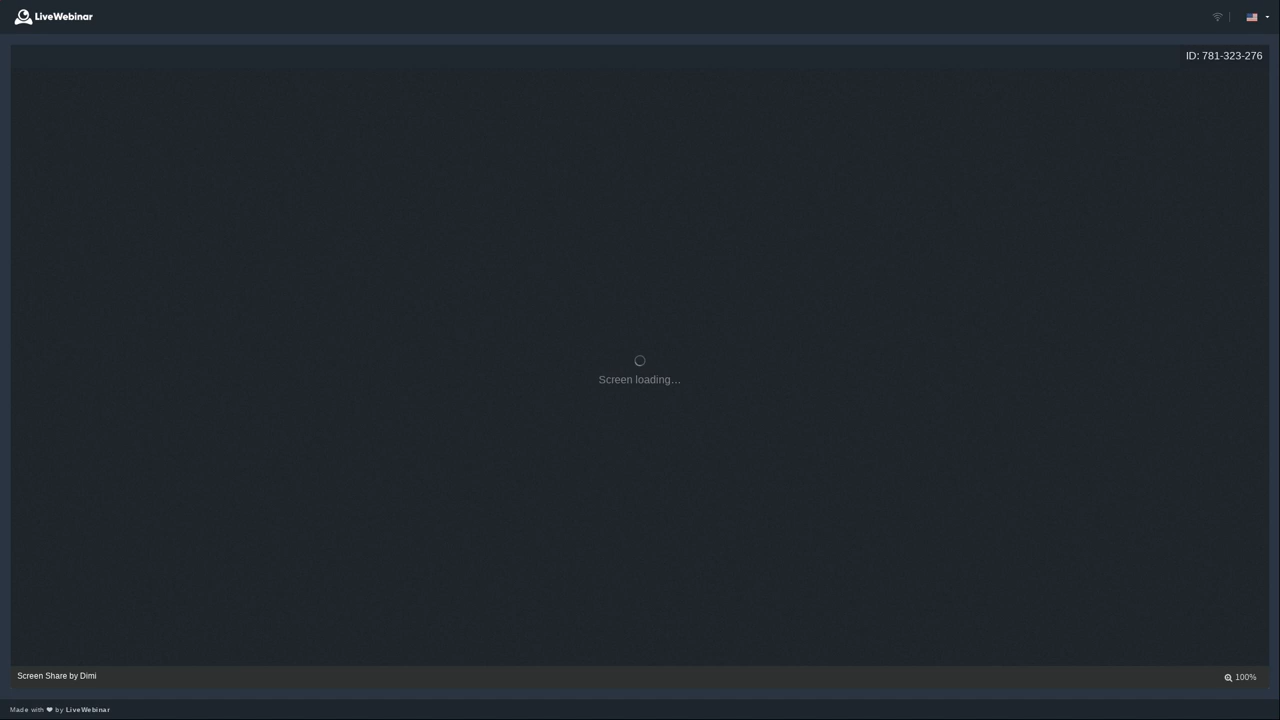 LiveWebinar
ID: 781-323-276
Screen loading...
Screen Share by Dimi
100%
Made with ❤ by LiveWebinar